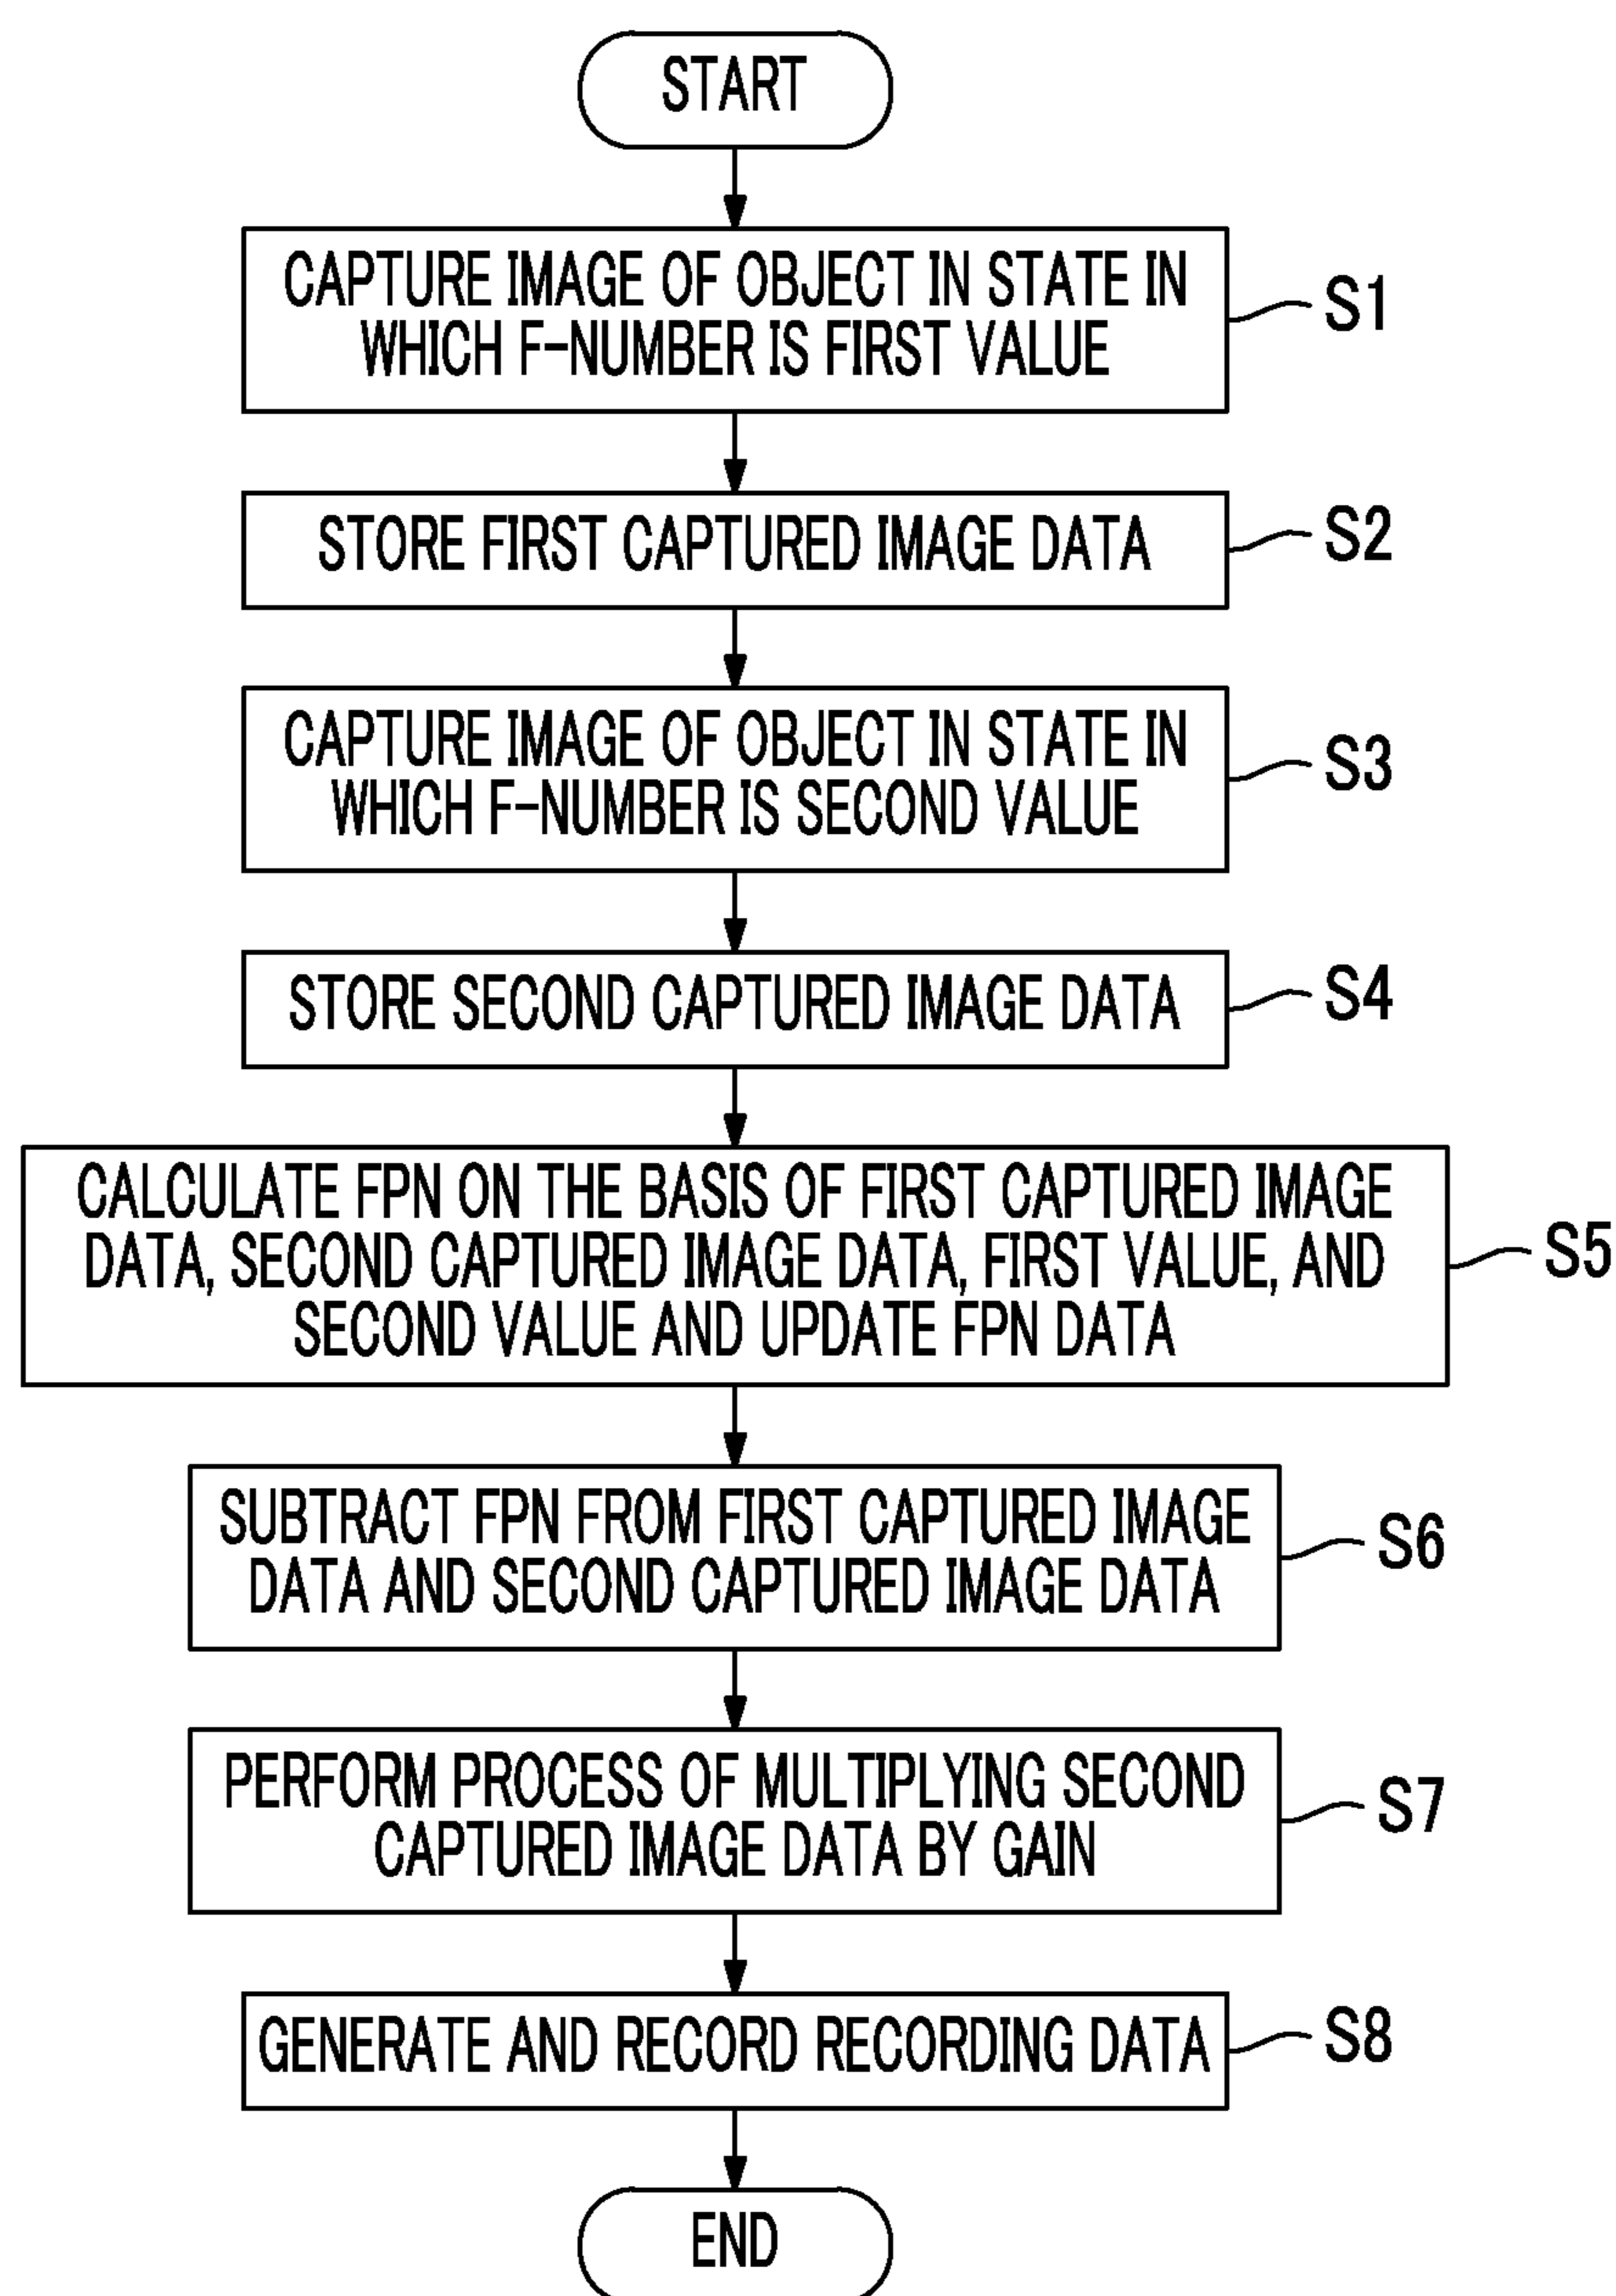 START
CAPTURE IMAGE OF OBJECT IN STATE IN
WHICH F-NUMBER IS FIRST VALUE
S1
STORE FIRST CAPTURED IMAGE DATA
S2
CAPTURE IMAGE OF OBJECT IN STATE IN
WHICH F-NUMBER IS SECOND VALUE
S3
STORE SECOND CAPTURED IMAGE DATA
S4
CALCULATE FPN ON THE BASIS OF FIRST CAPTURED IMAGE
DATA, SECOND CAPTURED IMAGE DATA, FIRST VALUE, AND
SECOND VALUE AND UPDATE FPN DATA
S5
SUBTRACT FPN FROM FIRST CAPTURED IMAGE
DATA AND SECOND CAPTURED IMAGE DATA
S6
PERFORM PROCESS OF MULTIPLYING SECOND
CAPTURED IMAGE DATA BY GAIN
S7
GENERATE AND RECORD RECORDING DATA
S8
END